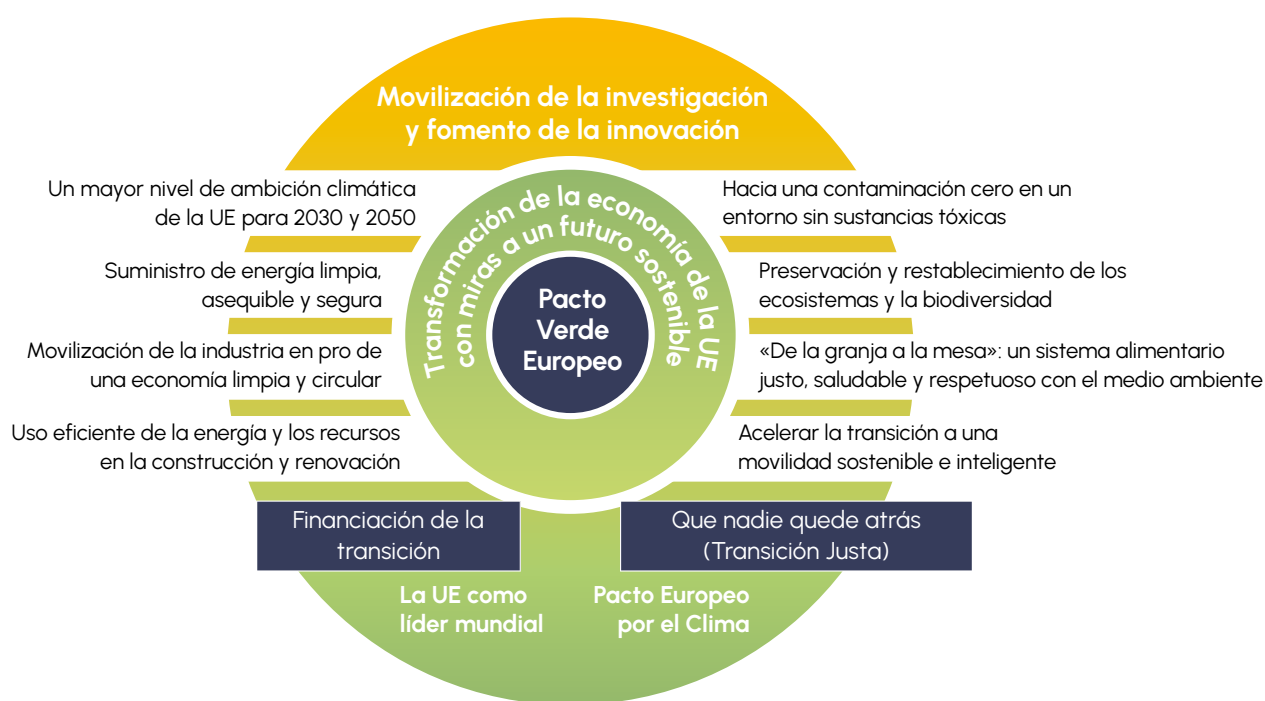 Movilización de la investigación
y fomento de la innovación
Un mayor nivel de ambición climática
de la UE para 2030 y 2050
Suministro de energía limpia,
asequible y segura
Movilización de la industria en pro de
una economía limpia y circular
Uso eficiente de la energía y los recursos
en la construcción y renovación
Transformación de la economía de la UE
con miras a un futuro sostenible
Pacto
Verde
Europeo
Hacia una contaminación cero en un
entorno sin sustancias tóxicas
Preservación y restablecimiento de los
ecosistemas y la biodiversidad
«De la granja a la mesa»: un sistema alimentario
justo, saludable y respetuoso con el medio ambiente
Acelerar la transición a una
movilidad sostenible e inteligente
Financiación de la
transición
Que nadie quede atrás
(Transición Justa)
La UE como
líder mundial
Pacto Europeo
por el Clima